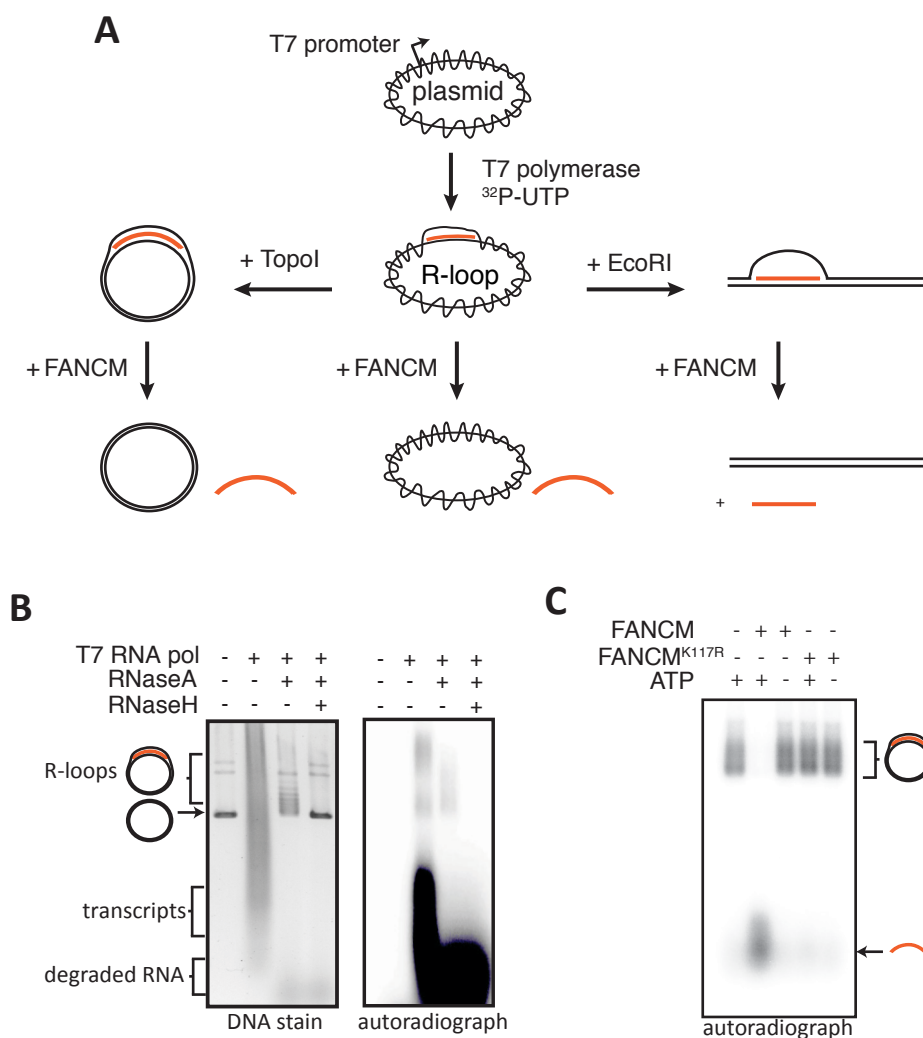 A
T7 promoter
plasmid
T7 polymerase
³²P-UTP
+ TopoI
R-loop
+ EcoRI
+ FANCM
+ FANCM
+ FANCM
+
B
T7 RNA pol - + + + - + + +
RNaseA - - + + - - + +
RNaseH - - - + - - - +
R-loops
transcripts
degraded RNA
DNA stain
autoradiograph
C
FANCM - + + - -
FANCMᴷ¹¹⁷ᴿ - - - + +
ATP + + - + -
autoradiograph